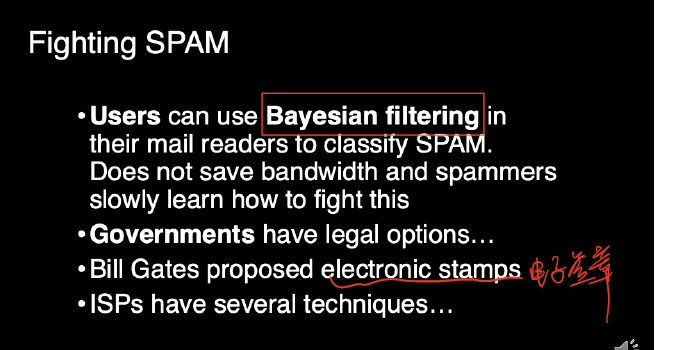 Fighting SPAM
•Users can use Bayesian filtering in
their mail readers to classify SPAM.
Does not save bandwidth and spammers
slowly learn how to fight this
•Governments have legal options…
•Bill Gates proposed electronic stamps 电子签章
•ISPs have several techniques…